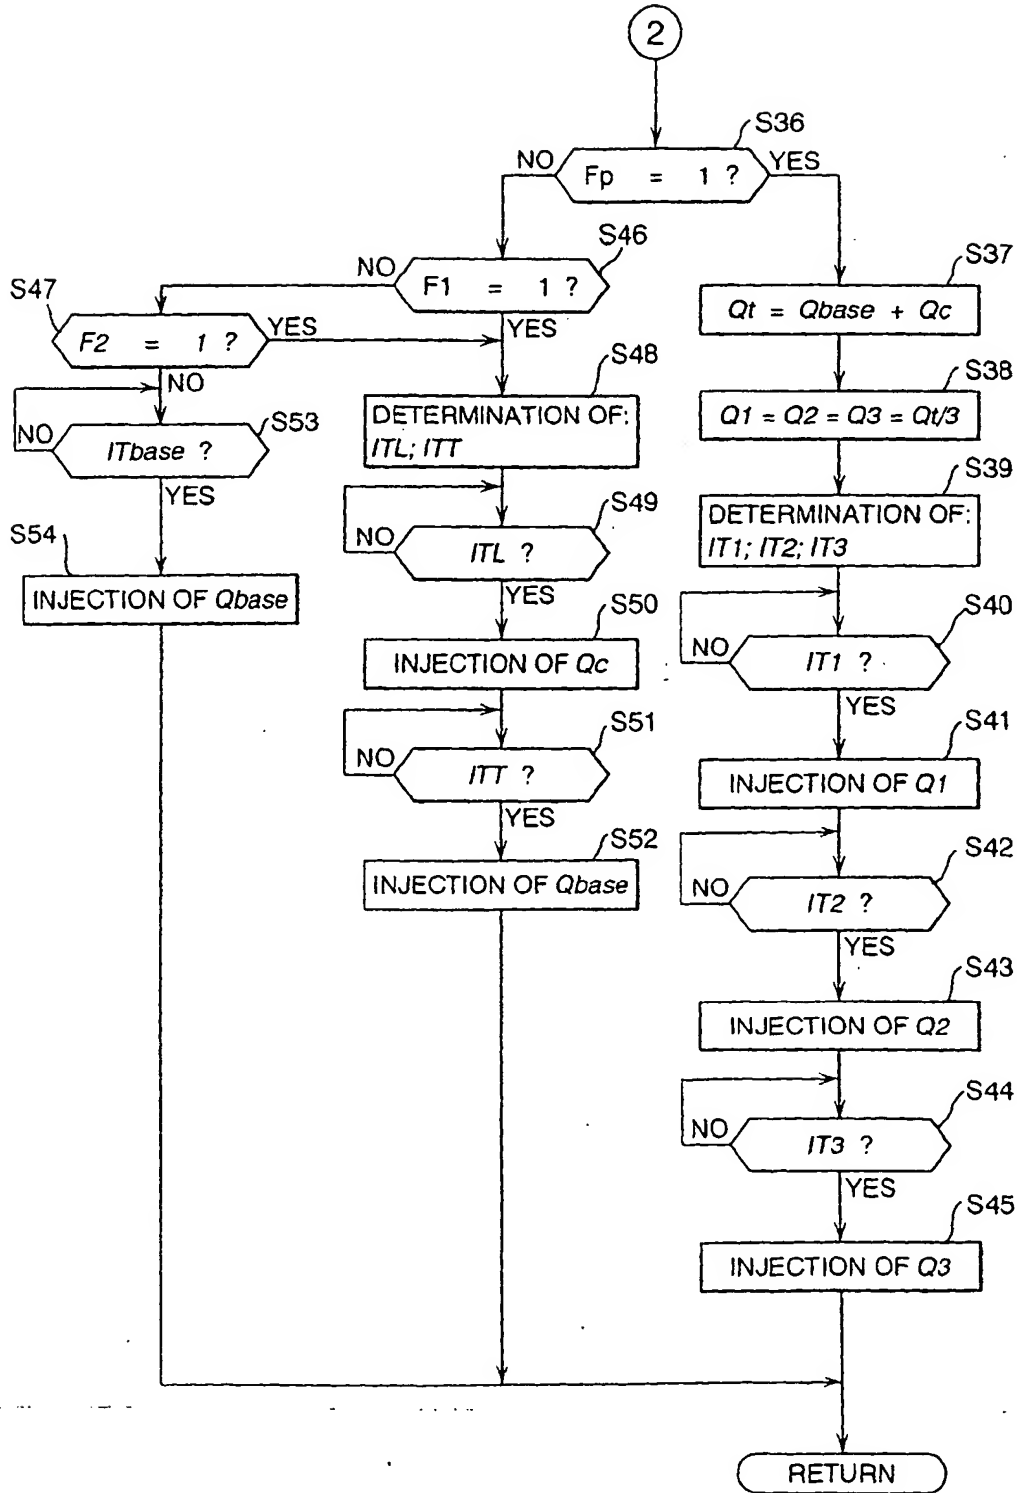 2
S36
NO
Fp = 1 ?
YES
S46
NO
F1 = 1 ?
YES
S37
Qt = Qbase + Qc
S47
F2 = 1 ?
YES
NO
S38
Q1 = Q2 = Q3 = Qt/3
S48
DETERMINATION OF:
ITL; ITT
S53
NO
ITbase ?
YES
S39
DETERMINATION OF:
IT1; IT2; IT3
S49
NO
ITL ?
YES
S54
INJECTION OF Qbase
S40
NO
IT1 ?
YES
S50
INJECTION OF Qc
S41
INJECTION OF Q1
S51
NO
ITT ?
YES
S42
NO
IT2 ?
YES
S52
INJECTION OF Qbase
S43
INJECTION OF Q2
S44
NO
IT3 ?
YES
S45
INJECTION OF Q3
RETURN